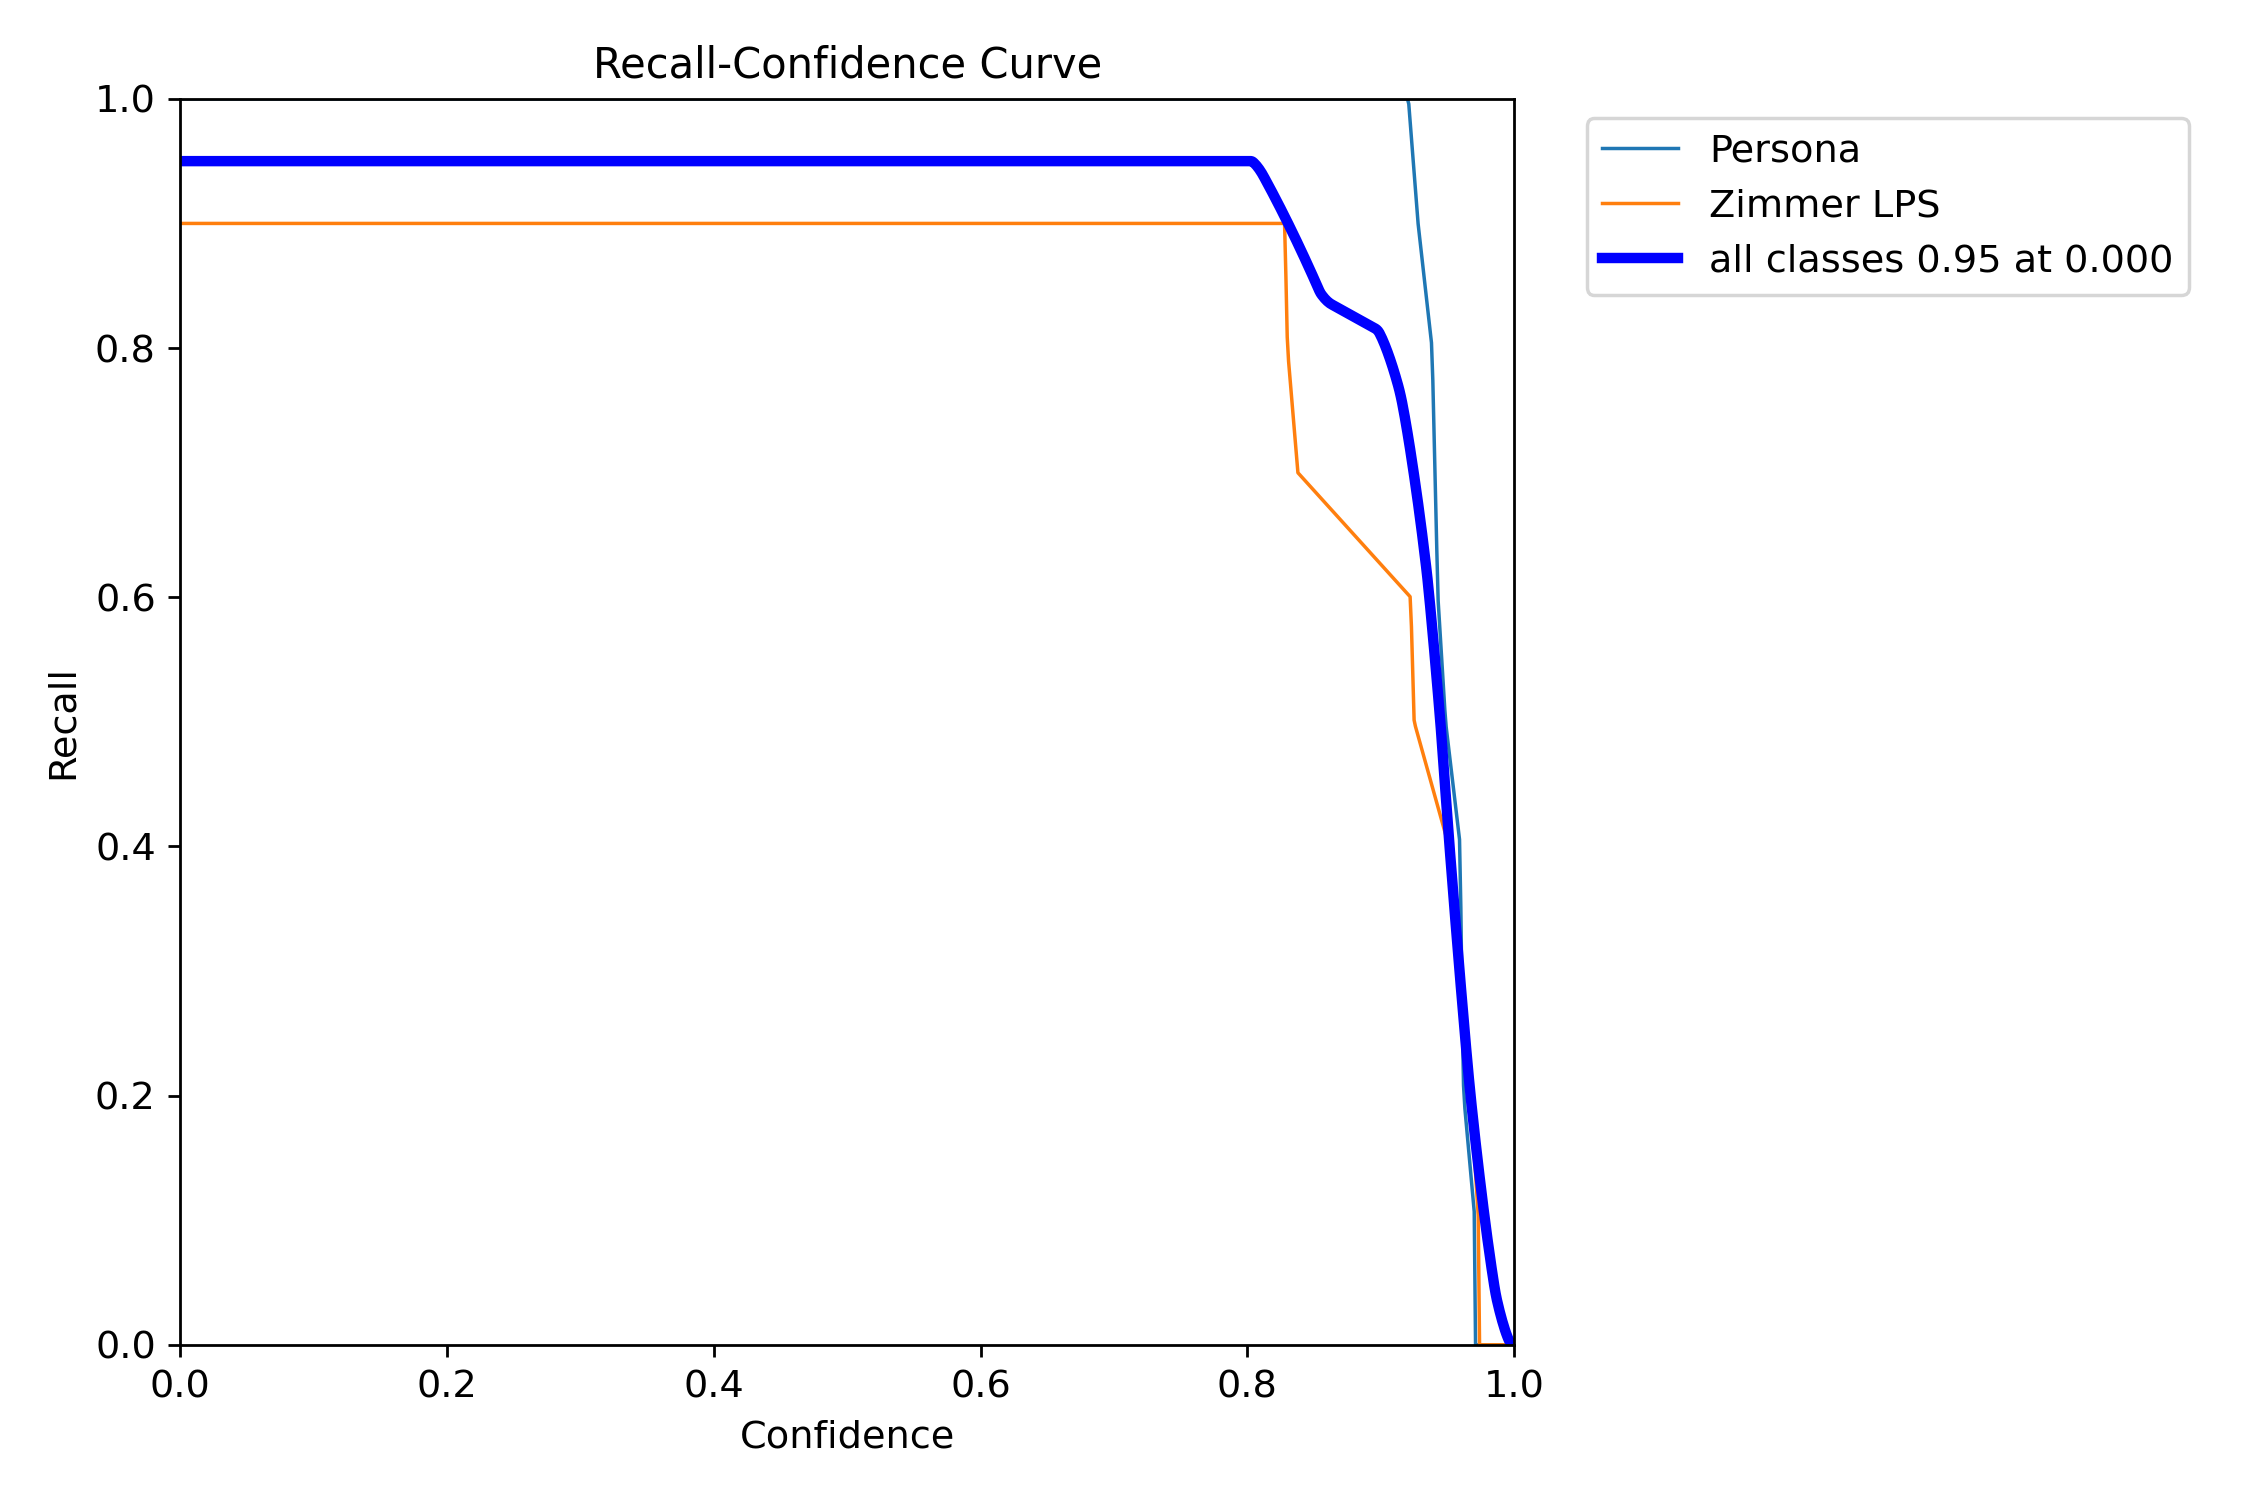 Recall-Confidence Curve
1.0
0.8
0.6
0.4
0.2
0.0
Recall
0.0 0.2 0.4 0.6 0.8 1.0
Confidence
Persona
Zimmer LPS
all classes 0.95 at 0.000